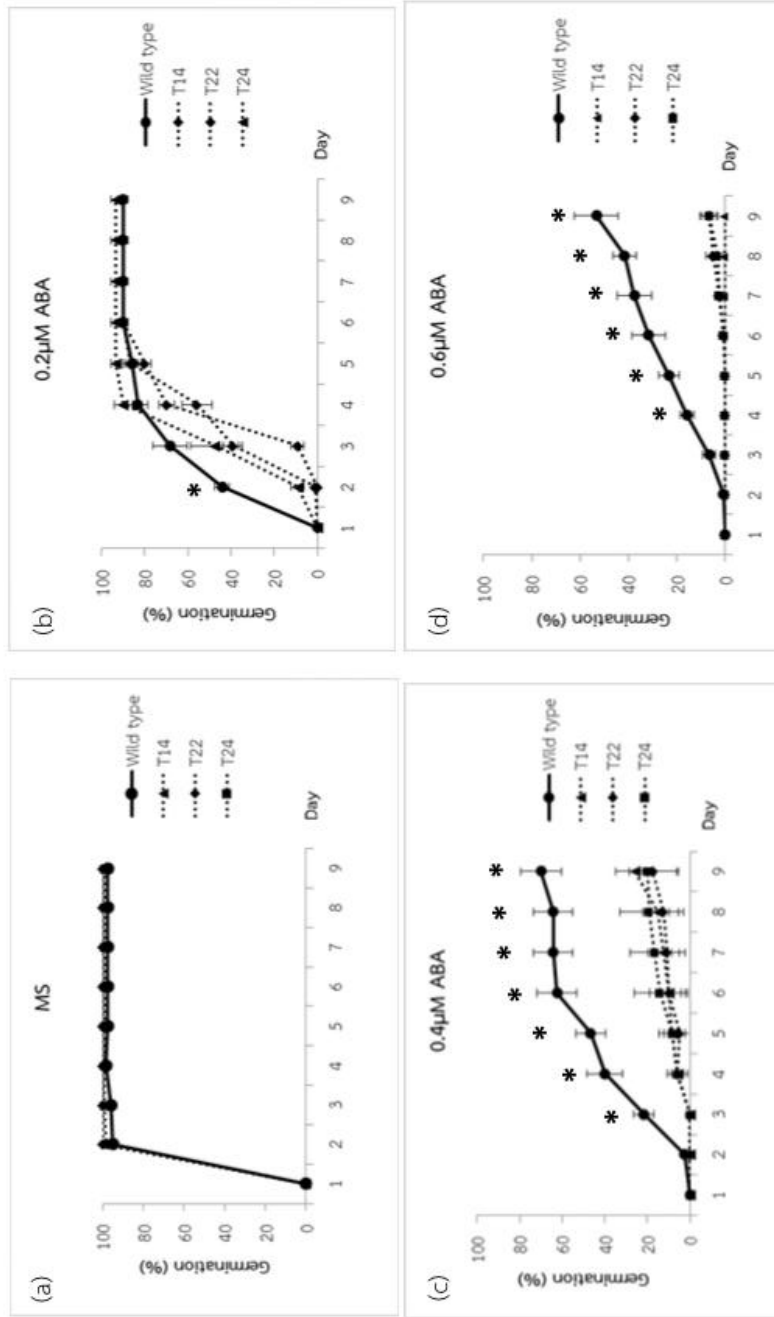 (a)
MS
Germination (%)
100
80
60
40
20
0
1 2 3 4 5 6 7 8 9
Day
Wild type
T14
T22
T24
(b)
0.2µM ABA
Germination (%)
100
80
60
40
20
0
*
1 2 3 4 5 6 7 8 9
Day
Wild type
T14
T22
T24
(c)
0.4µM ABA
Germination (%)
100
80
60
40
20
0
* * * * * * *
1 2 3 4 5 6 7 8 9
Day
Wild type
T14
T22
T24
(d)
0.6µM ABA
Germination (%)
100
80
60
40
20
0
* * * * * *
1 2 3 4 5 6 7 8 9
Day
Wild type
T14
T22
T24